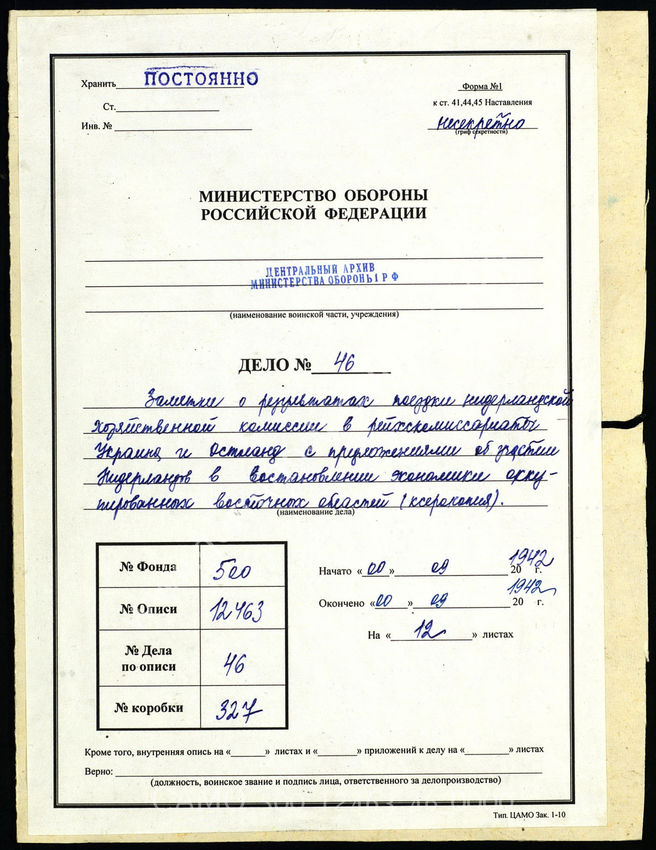 Хранить ПОСТОЯННО
Ст.
Инв. №
Форма №1
к ст. 41,44,45 Наставления
несекретно
(гриф секретности)
МИНИСТЕРСТВО ОБОРОНЫ
РОССИЙСКОЙ ФЕДЕРАЦИИ
ЦЕНТРАЛЬНЫЙ АРХИВ
МИНИСТЕРСТВА ОБОРОНЫ РФ
(наименование воинской части, учреждения)
ДЕЛО № 46
Заметки о результатах поездки нидерландской
хозяйственной комиссии в рейхскомиссариаты
Украина и Остланд с предложениями об участии
Нидерландов в востановлении экономики окку-
пированных восточных областей (ксерокопия).
(наименование дела)
№ Фонда 500
№ Описи 12463
№ Дела
по описи 46
№ коробки 327
Начато «00» 09 20 1942 г.
Окончено «00» 09 20 1942 г.
На « 12 » листах
Кроме того, внутренняя опись на « » листах и « » приложений к делу на « » листах
Верно:
(должность, воинское звание и подпись лица, ответственного за делопроизводство)
Тип. ЦАМО Зак. 1-10